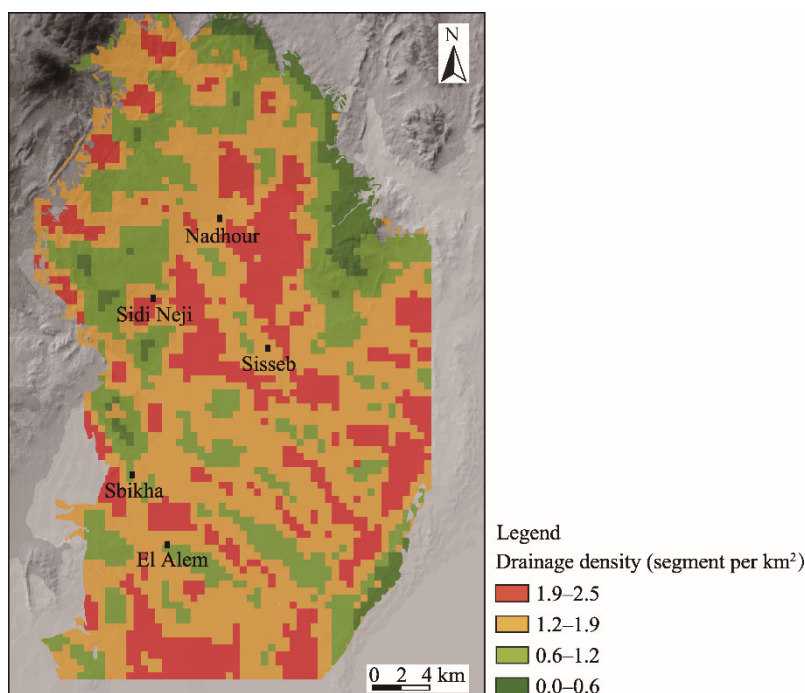 N
Nadhour
Sidi Neji
Sisseb
Sbikha
El Alem
Legend
Drainage density (segment per km²)
1.9–2.5
1.2–1.9
0.6–1.2
0.0–0.6
0 2 4 km